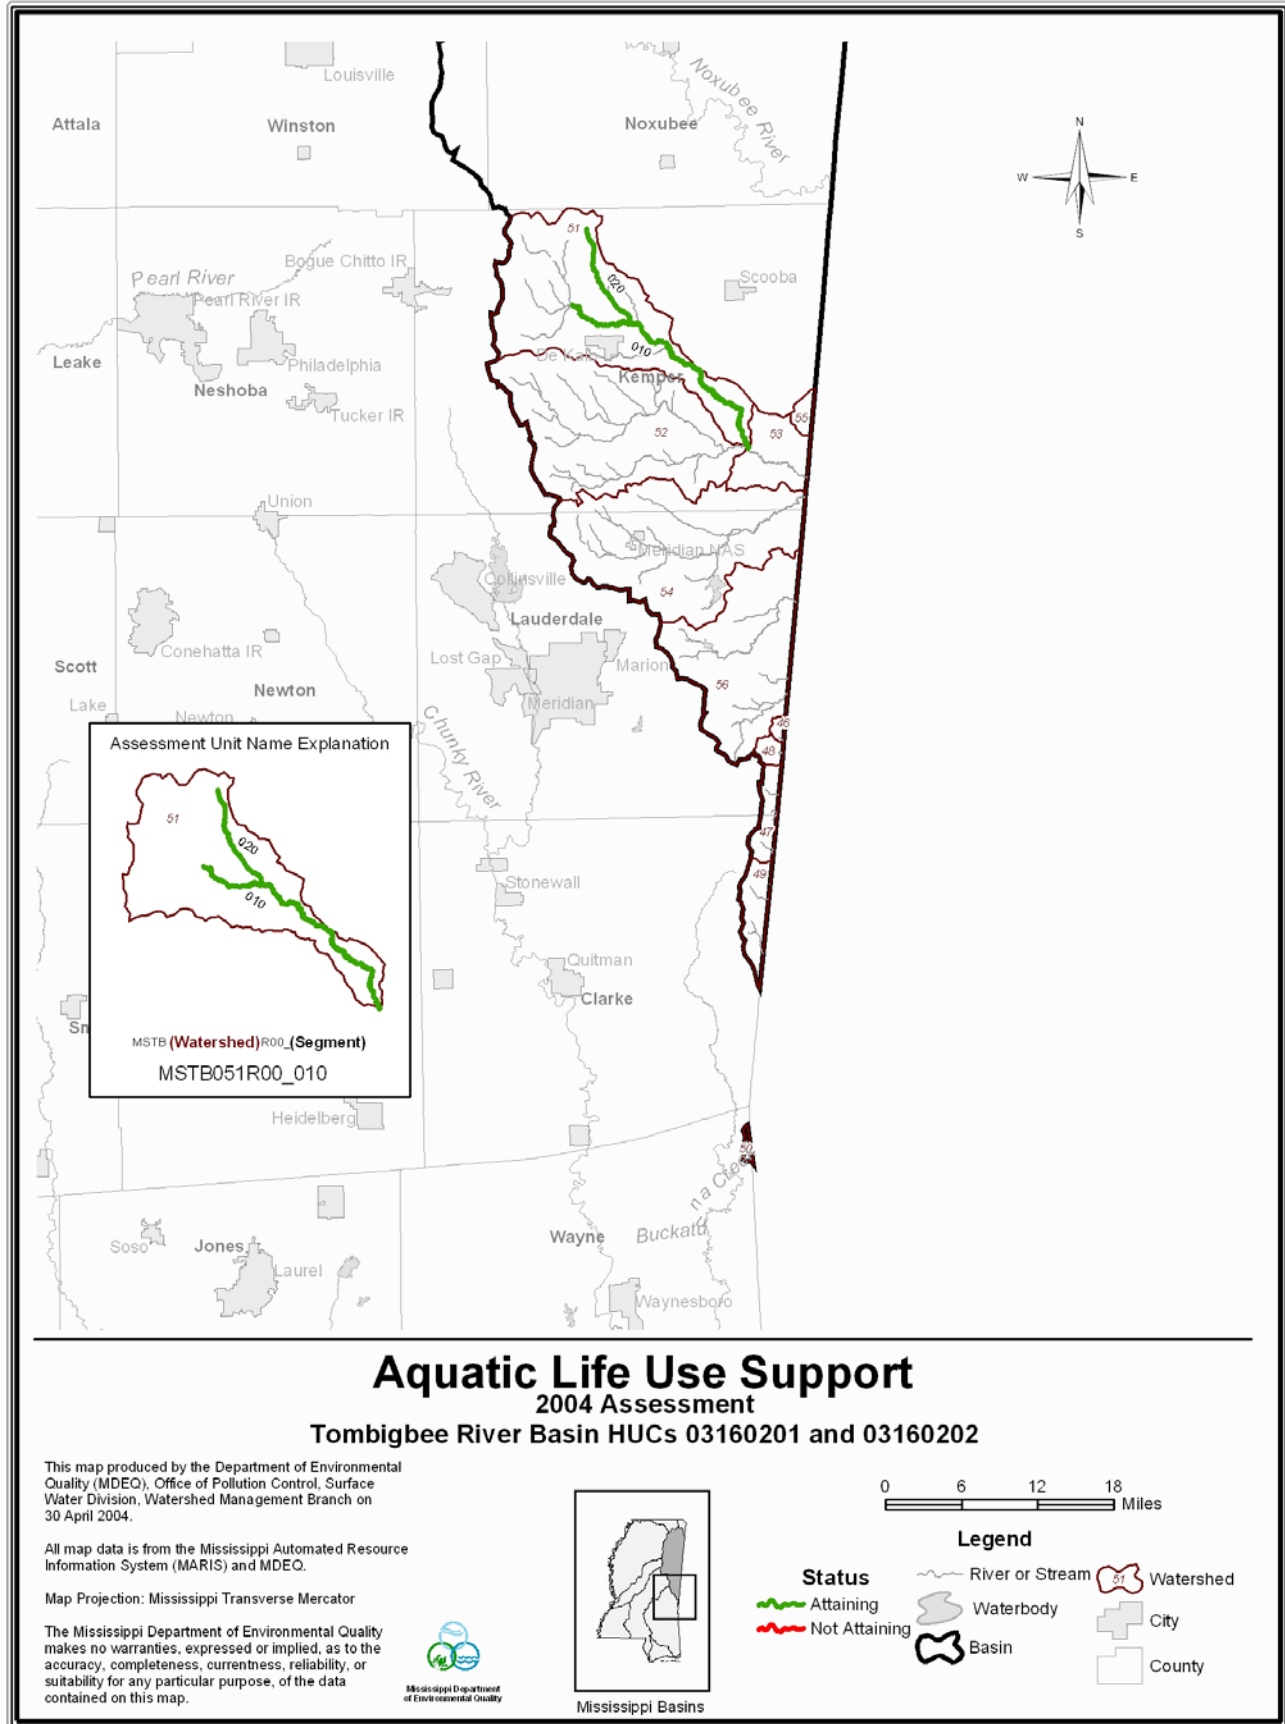 Louisville
Noxubee River
Attala
Winston
Noxubee
N
W
E
S
51
Bogue Chitto IR
Pearl River
020
Scooba
Pearl River IR
De Kalb
010
Leake
Philadelphia
Kemper
Neshoba
Tucker IR
55
52
53
Union
Meridian NAS
Collinsville
54
Lauderdale
Conehatta IR
Lost Gap
Marion
Scott
56
Newton
Lake
Meridian
Newton
46
Chunky River
48
Assessment Unit Name Explanation
51
020
010
MSTB (Watershed)R00_(Segment)
MSTB051R00_010
47
49
Stonewall
Quitman
Clarke
Sn
Heidelberg
50
na Creek
Buckatu
Wayne
Soso
Jones
Laurel
Waynesboro
Aquatic Life Use Support
2004 Assessment
Tombigbee River Basin HUCs 03160201 and 03160202
This map produced by the Department of Environmental
Quality (MDEQ), Office of Pollution Control, Surface
Water Division, Watershed Management Branch on
30 April 2004.
All map data is from the Mississippi Automated Resource
Information System (MARIS) and MDEQ.
Map Projection: Mississippi Transverse Mercator
The Mississippi Department of Environmental Quality
makes no warranties, expressed or implied, as to the
accuracy, completeness, currentness, reliability, or
suitability for any particular purpose, of the data
contained on this map.
Mississippi Department
of Environmental Quality
Mississippi Basins
0 6 12 18
Miles
Legend
Status
Attaining
Not Attaining
River or Stream
Waterbody
Basin
51
Watershed
City
County